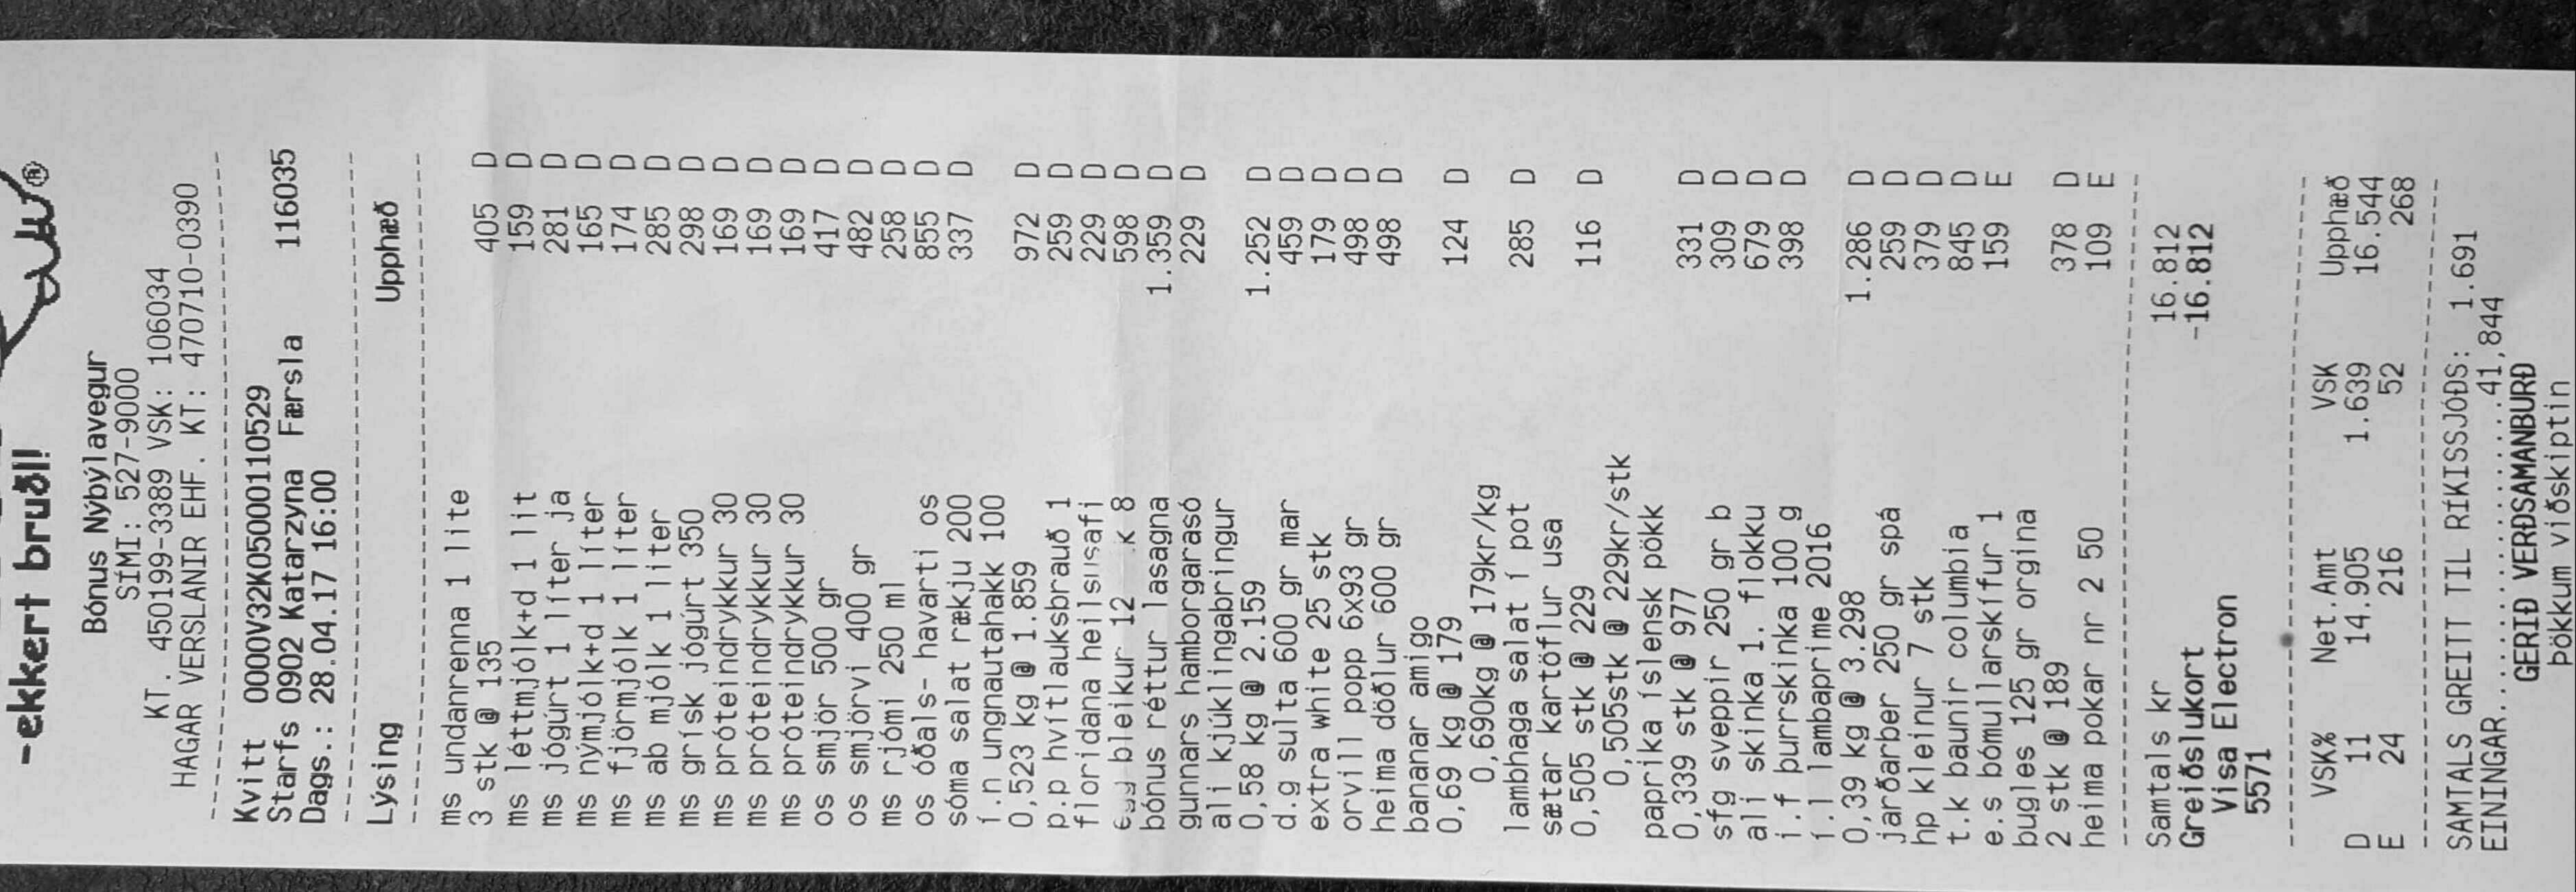 -ekkert bruðl!
Bónus Nýbýlavegur
SÍMI: 527-9000
KT. 450199-3389 VSK: 106034
HAGAR VERSLANIR EHF. KT: 470710-0390
Kvitt 0000V32K0500110529
Starfs 0902 Katarzyna Færsla 116035
Dags.: 28.04.17 16:00
Lýsing Upphæð
ms undanrenna 1 lite
3 stk @ 135 405 D
ms léttmjólk+d 1 lit 159 D
ms jógúrt 1 líter ja 281 D
ms nýmjólk+d 1 líter 165 D
ms fjörmjólk 1 líter 174 D
ms ab mjólk 1 liter 285 D
ms grísk jógúrt 350 298 D
ms próteindrykkur 30 169 D
ms próteindrykkur 30 169 D
ms próteindrykkur 30 169 D
os smjör 500 gr 417 D
os smjörvi 400 gr 482 D
ms rjómi 250 ml 258 D
os óðals- havarti os 855 D
sóma salat rækju 200 337 D
í.n ungnautahakk 100
0,523 kg @ 1.859 972 D
p.p hvítlauksbrauð 1 259 D
floridana heilsusafi 229 D
egg bleikur 12 k 8 598 D
bónus réttur lasagna 1.359 D
gunnars hamborgarasó 229 D
ali kjúklingabringur
0,58 kg @ 2.159 1.252 D
d.g sulta 600 gr mar 459 D
extra white 25 stk 179 D
orvill popp 6x93 gr 498 D
heima döðlur 600 gr 498 D
bananar amigo
0,69 kg @ 179 124 D
0,690kg @ 179kr/kg
lambhaga salat í pot 285 D
sætar kartöflur usa
0,505 stk @ 229 116 D
0,505stk @ 229kr/stk
paprika íslensk pökk
0,339 stk @ 977 331 D
sfg sveppir 250 gr b 309 D
ali skinka 1. flokku 679 D
i.f þurrskinka 100 g 398 D
í.l lambaprime 2016
0,39 kg @ 3.298 1.286 D
jarðarber 250 gr spá 259 D
hp kleinur 7 stk 379 D
t.k baunir columbia 845 D
e.s bómullarskífur 1 159 E
bugles 125 gr orgina
2 stk @ 189 378 D
heima pokar nr 2 50 109 E
Samtals kr 16.812
Greiðslukort -16.812
Visa Electron
5571
VSK% Net.Amt VSK Upphæð
D 11 14.905 1.639 16.544
E 24 216 52 268
SAMTALS GREITT TIL RÍKISSJÓÐS: 1.691
EININGAR...................41,844
GERIÐ VERÐSAMANBURÐ
Þökkum viðskiptin